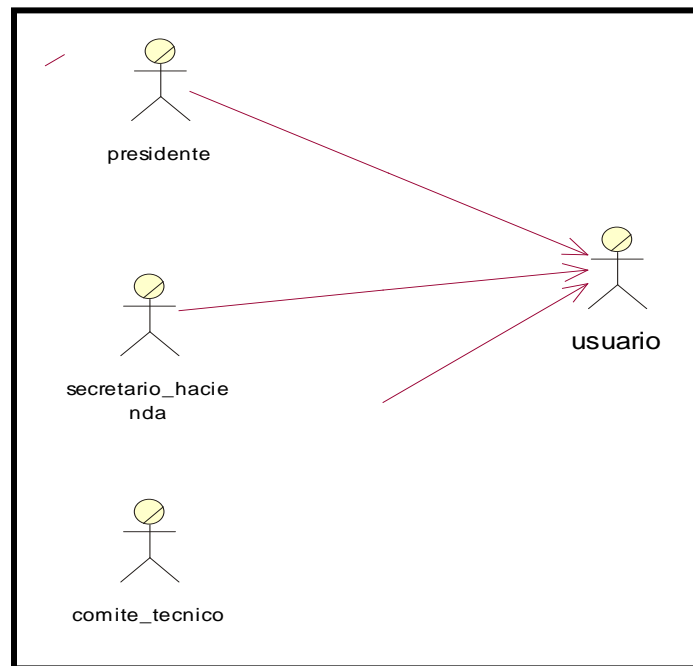 presidente
usuario
secretario_hacie
nda
comite_tecnico